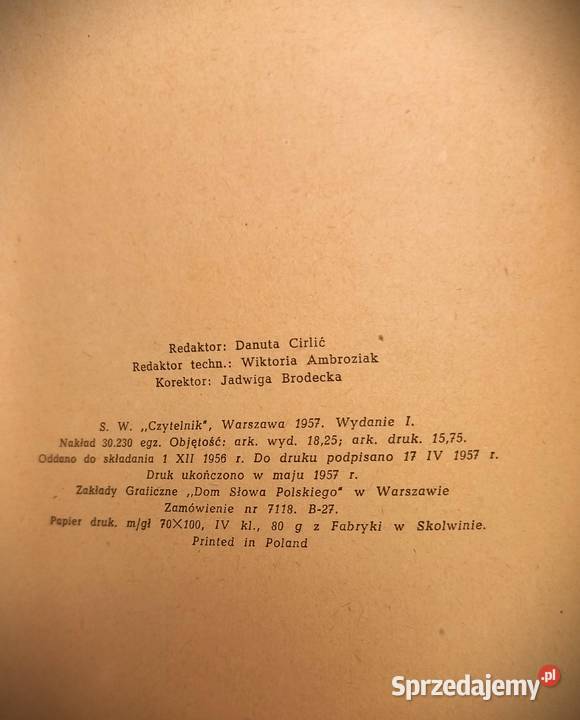 Redaktor: Danuta Cirlić
Redaktor techn.: Wiktoria Ambroziak
Korektor: Jadwiga Brodecka
S. W. „Czytelnik", Warszawa 1957. Wydanie I.
Nakład 30.230 egz. Objętość: ark. wyd. 18,25; ark. druk. 15,75.
Oddano do składania 1 XII 1956 r. Do druku podpisano 17 IV 1957 r.
Druk ukończono w maju 1957 r.
Zakłady Graficzne „Dom Słowa Polskiego" w Warszawie
Zamówienie nr 7118. B-27.
Papier druk. m/gł 70×100, IV kl., 80 g z Fabryki w Skolwinie.
Printed in Poland
Sprzedajemy.pl